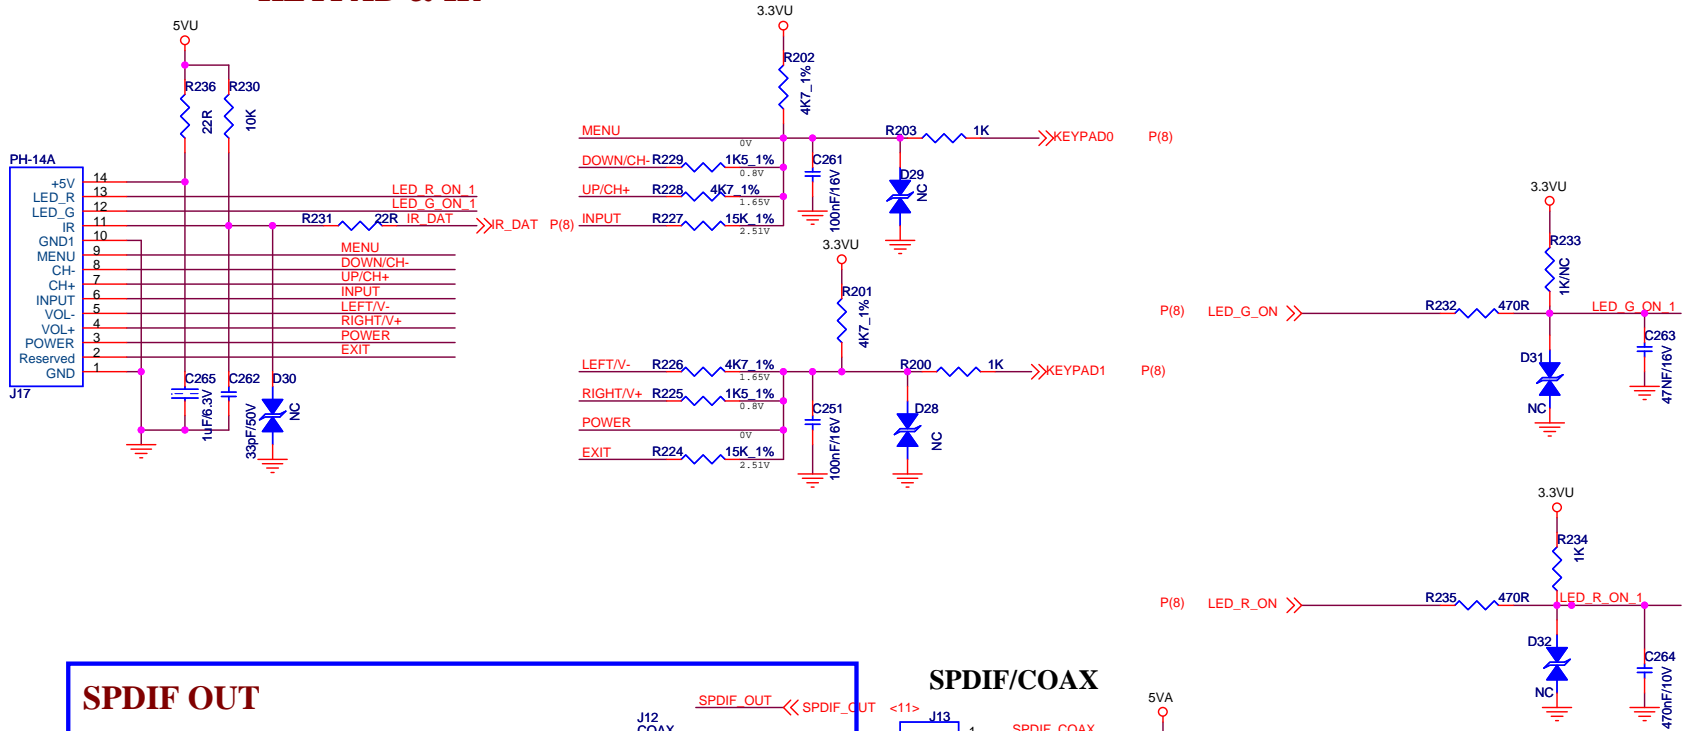 5VU
R236
22R
R230
10K
PH-14A
+5V 14
LED_R 13
LED_G 12
IR 11
GND1 10
MENU 9
CH- 8
CH+ 7
INPUT 6
VOL- 5
VOL+ 4
POWER 3
Reserved 2
GND 1
J17
LED_R_ON_1
LED_G_ON_1
R231 22R IR_DAT IR_DAT P(8)
MENU
DOWN/CH-
UP/CH+
INPUT
LEFT/V-
RIGHT/V+
POWER
EXIT
C265
1uF/6.3V
C262
33pF/50V
D30
NC
3.3VU
R202
4K7_1%
MENU
0V
DOWN/CH- R229 1K5_1%
0.8V
UP/CH+ R228 4K7_1%
1.65V
INPUT R227 15K_1%
2.51V
C261
100nF/16V
R203 1K KEYPAD0 P(8)
D29
NC
3.3VU
R201
4K7_1%
LEFT/V- R226 4K7_1%
1.65V
RIGHT/V+ R225 1K5_1%
0.8V
POWER
0V
EXIT R224 15K_1%
2.51V
C251
100nF/16V
R200 1K KEYPAD1 P(8)
D28
NC
3.3VU
R233
1K/NC
P(8) LED_G_ON R232 470R LED_G_ON_1
D31
NC
C263
47NF/16V
3.3VU
R234
1K
P(8) LED_R_ON R235 470R LED_R_ON_1
D32
NC
C264
470nF/10V
SPDIF OUT
SPDIF_OUT SPDIF_OUT <11>
J12
COAX
SPDIF/COAX
J13
1
SPDIF_COAX
5VA